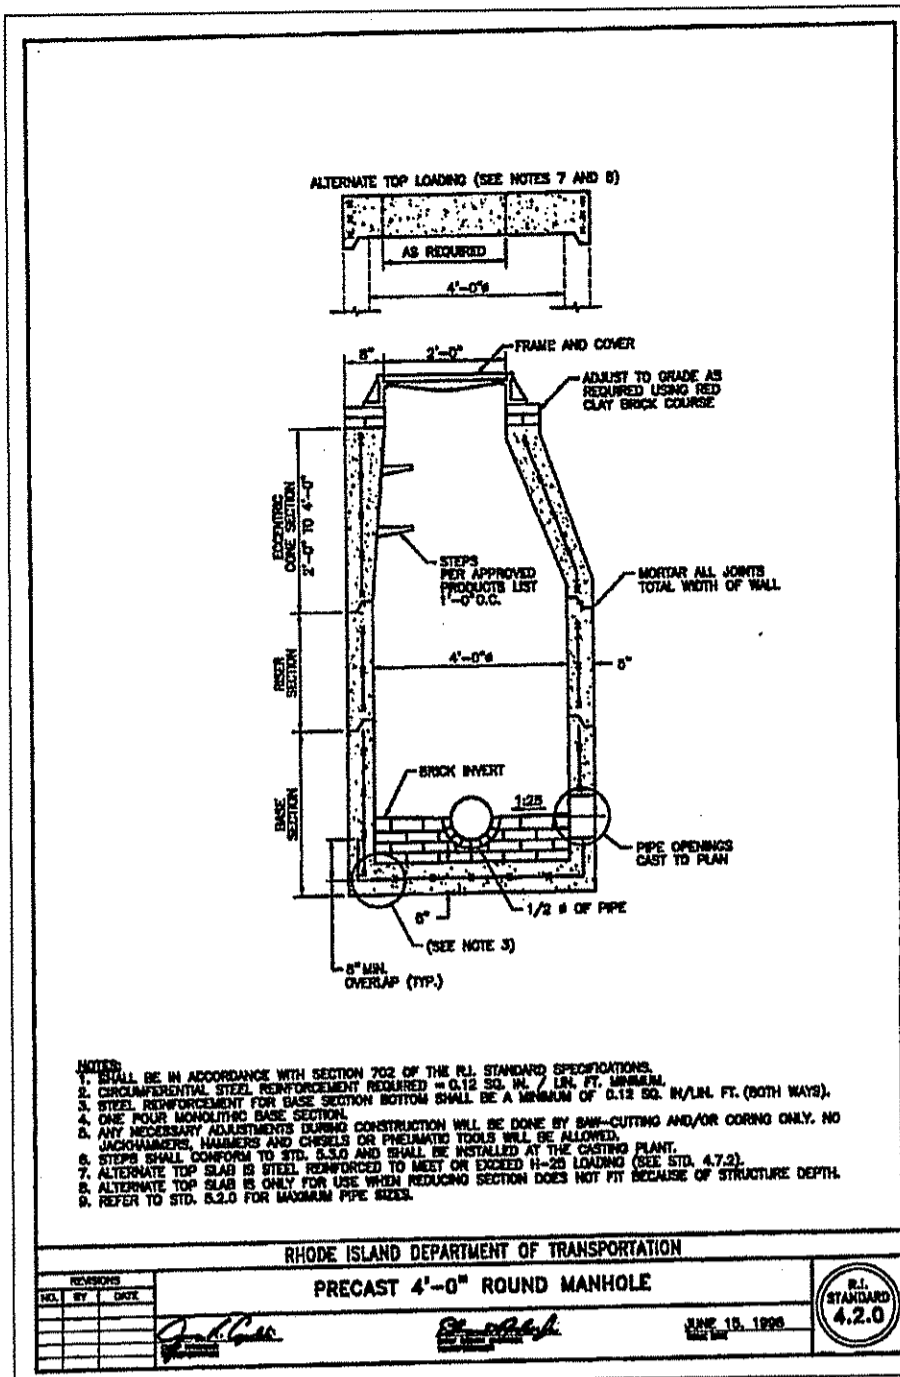 ALTERNATE TOP LOADING (SEE NOTES 7 AND 8)
AS REQUIRED
4'-0"ø
8"
2'-0"
FRAME AND COVER
ADJUST TO GRADE AS
REQUIRED USING RED
CLAY BRICK COURSE
ECCENTRIC
CONE SECTION
2'-0" TO 4'-0"
STEPS
PER APPROVED
PRODUCTS LIST
1'-0" O.C.
MORTAR ALL JOINTS
TOTAL WIDTH OF WALL
RISER
SECTION
4'-0"ø
BASE
SECTION
BRICK INVERT
PIPE OPENINGS
CAST TO PLAN
1/2 ø OF PIPE
(SEE NOTE 3)
MIN.
OVERLAP (TYP.)
NOTES:
1. SHALL BE IN ACCORDANCE WITH SECTION 702 OF THE R.I. STANDARD SPECIFICATIONS.
2. CIRCUMFERENTIAL STEEL REINFORCEMENT REQUIRED = 0.12 SQ. IN. / LIN. FT. MINIMUM.
3. STEEL REINFORCEMENT FOR BASE SECTION BOTTOM SHALL BE A MINIMUM OF 0.12 SQ. IN/LIN. FT. (BOTH WAYS).
4. ONE POUR MONOLITHIC BASE SECTION.
5. ANY NECESSARY ADJUSTMENTS DURING CONSTRUCTION WILL BE DONE BY SAW-CUTTING AND/OR CORING ONLY. NO
JACKHAMMERS, HAMMERS AND CHISELS OR PNEUMATIC TOOLS WILL BE ALLOWED.
6. STEPS SHALL CONFORM TO STD. 5.3.0 AND SHALL BE INSTALLED AT THE CASTING PLANT.
7. ALTERNATE TOP SLAB IS STEEL REINFORCED TO MEET OR EXCEED H-25 LOADING (SEE STD. 4.7.2).
8. ALTERNATE TOP SLAB IS ONLY FOR USE WHEN REDUCING SECTION DOES NOT FIT BECAUSE OF STRUCTURE DEPTH.
9. REFER TO STD. 5.2.0 FOR MAXIMUM PIPE SIZES.
RHODE ISLAND DEPARTMENT OF TRANSPORTATION
REVISIONS
NO. BY DATE
PRECAST 4'-0" ROUND MANHOLE
JUNE 15, 1998
R.I.
STANDARD
4.2.0